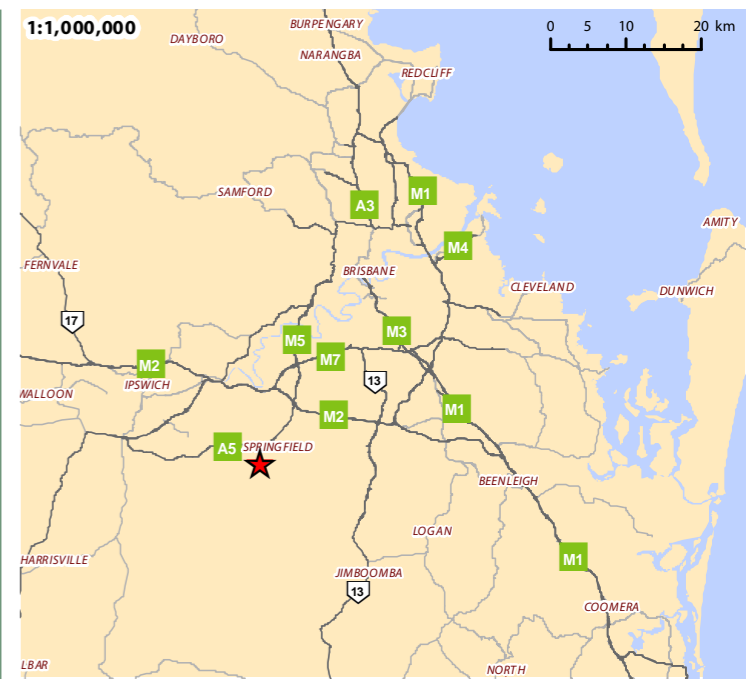 1:1,000,000
BURPENGARY
0 5 10 20 km
DAYBORO
NARANGBA
REDCLIFF
SAMFORD
A3
M1
AMITY
M4
FERNVALE
BRISBANE
CLEVELAND
DUNWICH
17
M5
M3
M7
M2
13
IPSWICH
WALLOON
M2
M1
A5
SPRINGFIELD
BEENLEIGH
LOGAN
HARRISVILLE
M1
JIMBOOMBA
13
COOMERA
LBAR
NORTH